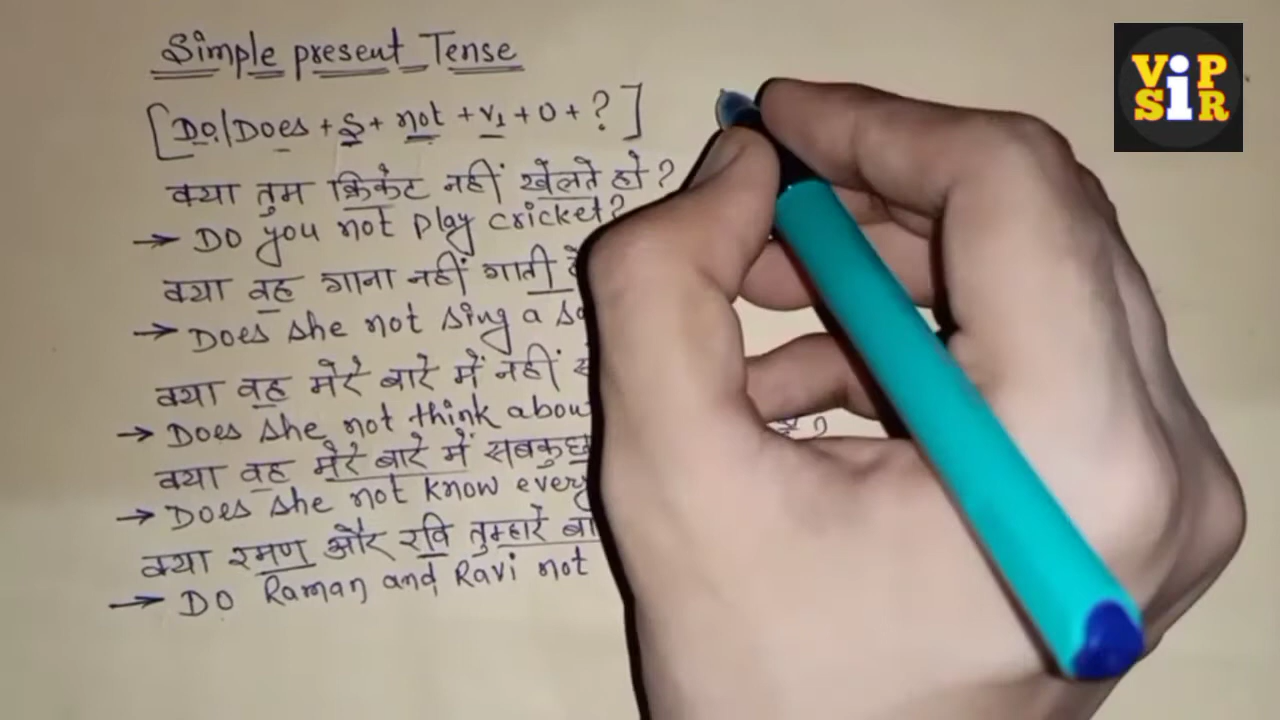 Simple present Tense
[Do/Does + S + not + V1 + O + ?]
क्या तुम क्रिकेट नहीं खेलते हो?
→ Do you not play cricket?
क्या वह गाना नहीं गाती
→ Does she not sing a
क्या वह मेरे बारे में नहीं
→ Does she not think
क्या वह मेरे बारे में सबकुछ
→ Does she not know
क्या रमण और रवि तुम्हारे
→ Do Raman and Ravi not
ViP
SiR